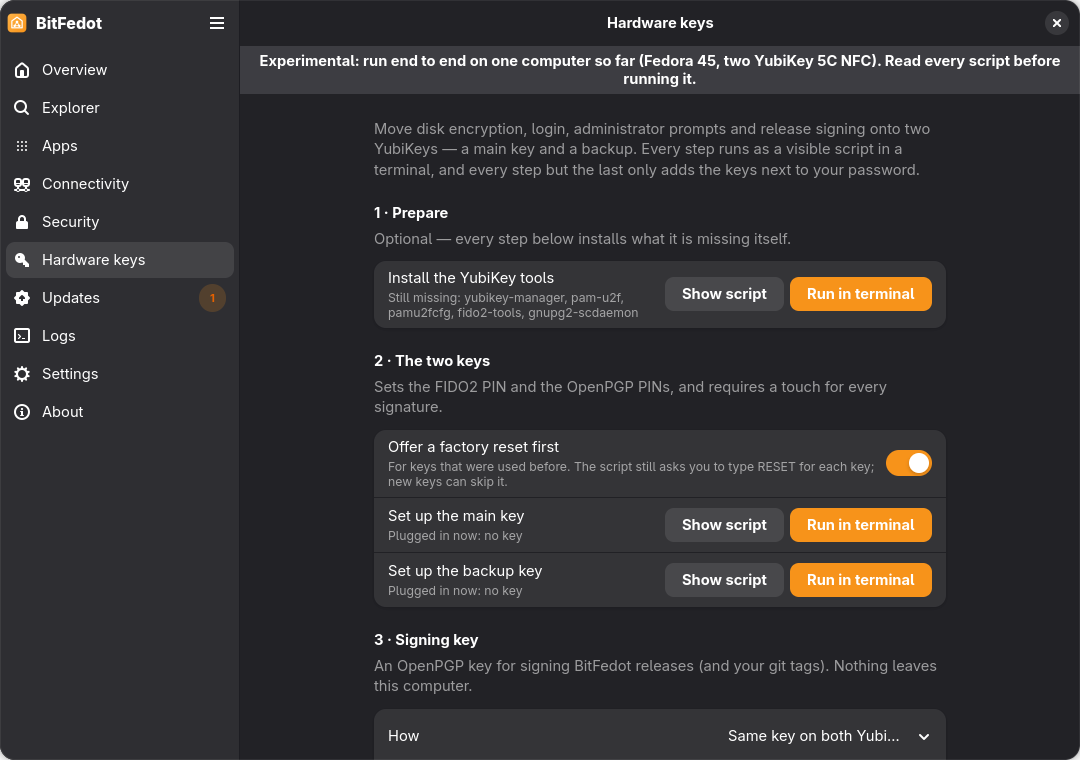 BitFedot
Overview
Explorer
Apps
Connectivity
Security
Hardware keys
Updates
1
Logs
Settings
About
Hardware keys
Experimental: run end to end on one computer so far (Fedora 45, two YubiKey 5C NFC). Read every script before
running it.
Move disk encryption, login, administrator prompts and release signing onto two
YubiKeys — a main key and a backup. Every step runs as a visible script in a
terminal, and every step but the last only adds the keys next to your password.
1 · Prepare
Optional — every step below installs what it is missing itself.
Install the YubiKey tools
Still missing: yubikey-manager, pam-u2f,
pamu2fcfg, fido2-tools, gnupg2-scdaemon
Show script
Run in terminal
2 · The two keys
Sets the FIDO2 PIN and the OpenPGP PINs, and requires a touch for every
signature.
Offer a factory reset first
For keys that were used before. The script still asks you to type RESET for each key;
new keys can skip it.
Set up the main key
Plugged in now: no key
Show script
Run in terminal
Set up the backup key
Plugged in now: no key
Show script
Run in terminal
3 · Signing key
An OpenPGP key for signing BitFedot releases (and your git tags). Nothing leaves
this computer.
How
Same key on both Yubi...